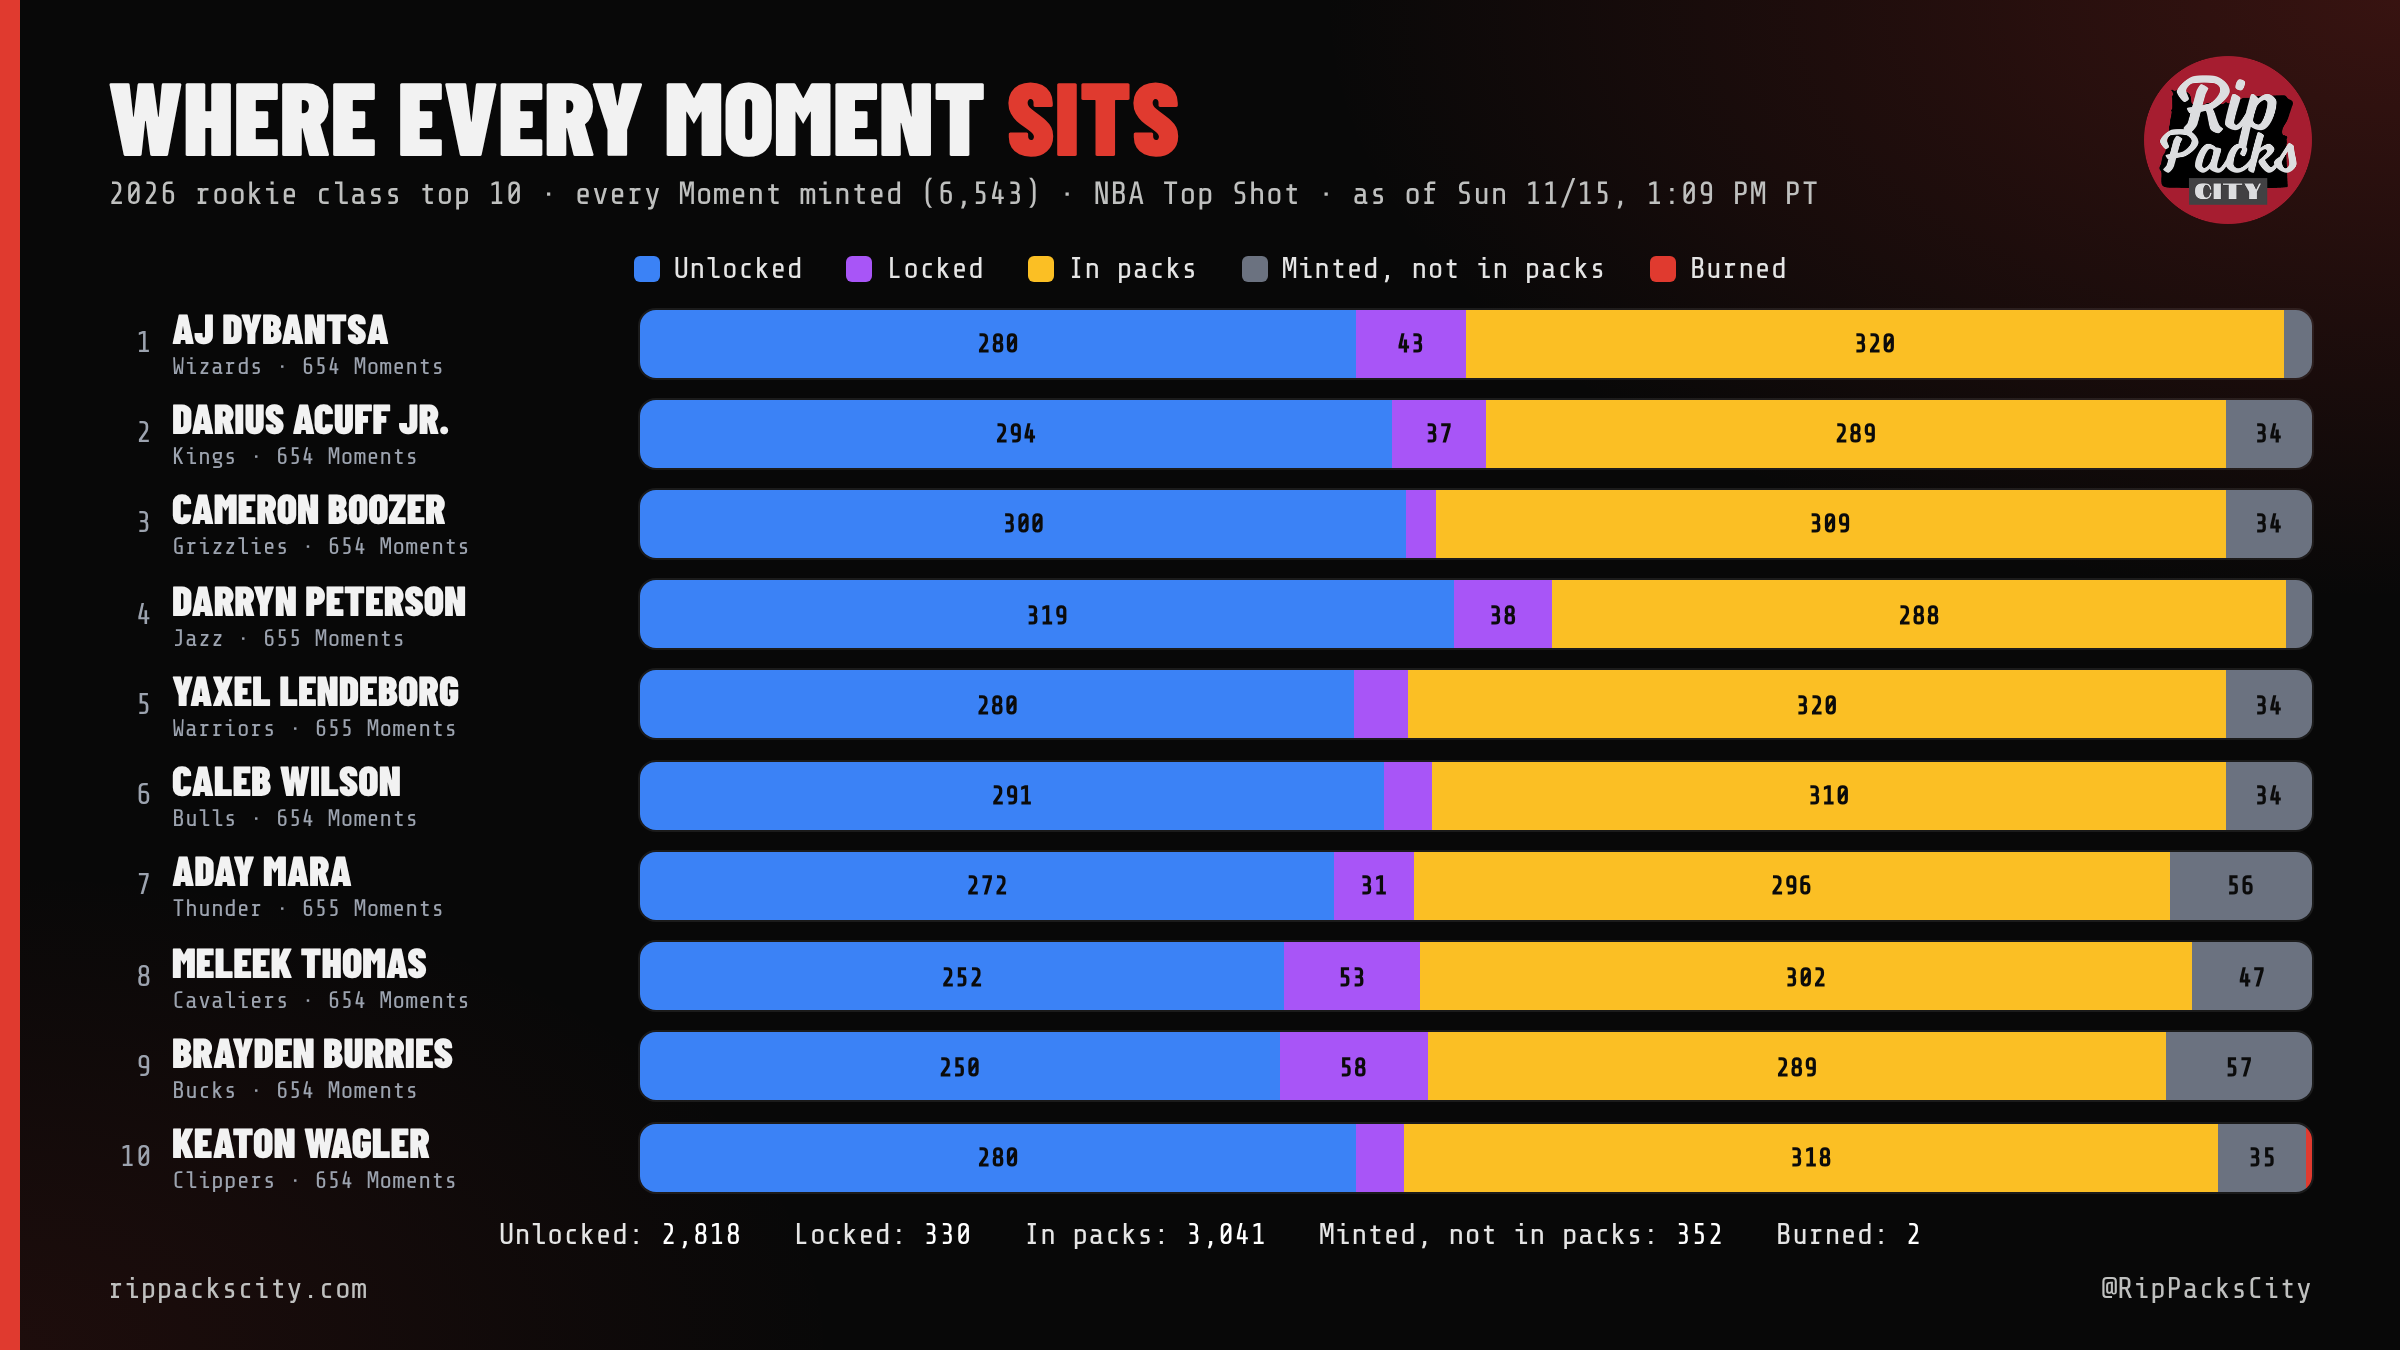 WHERE EVERY MOMENT SITS
2026 rookie class top 10 · every Moment minted (6,543) · NBA Top Shot · as of Sun 11/15, 1:09 PM PT
Rip
Packs
CITY
Unlocked Locked In packs Minted, not in packs Burned
1 AJ DYBANTSA 280 43 320
Wizards · 654 Moments
2 DARIUS ACUFF JR. 294 37 289 34
Kings · 654 Moments
3 CAMERON BOOZER 300 309 34
Grizzlies · 654 Moments
4 DARRYN PETERSON 319 38 288
Jazz · 655 Moments
5 YAXEL LENDEBORG 280 320 34
Warriors · 655 Moments
6 CALEB WILSON 291 310 34
Bulls · 654 Moments
7 ADAY MARA 272 31 296 56
Thunder · 655 Moments
8 MELEEK THOMAS 252 53 302 47
Cavaliers · 654 Moments
9 BRAYDEN BURRIES 250 58 289 57
Bucks · 654 Moments
10 KEATON WAGLER 280 318 35
Clippers · 654 Moments
Unlocked: 2,818 Locked: 330 In packs: 3,041 Minted, not in packs: 352 Burned: 2
rippackscity.com @RipPacksCity